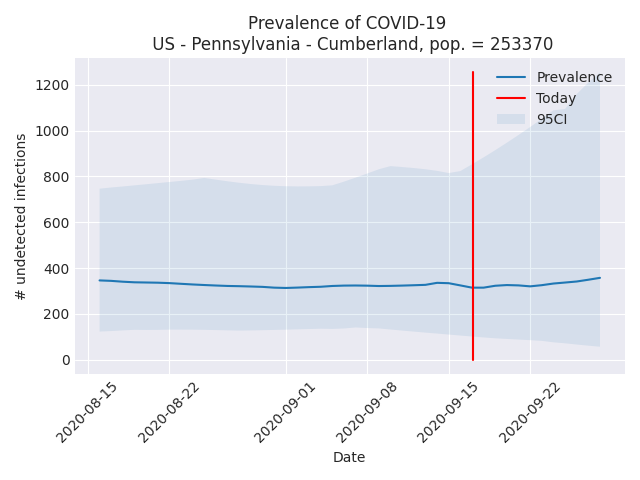 Prevalence of COVID-19
US - Pennsylvania - Cumberland, pop. = 253370
Prevalence
Today
95CI
1200
1000
800
600
400
200
0
# undetected infections
2020-08-15
2020-08-22
2020-09-01
2020-09-08
2020-09-15
2020-09-22
Date